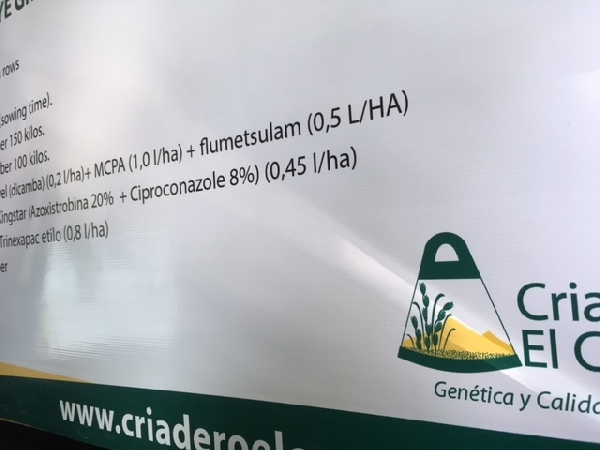 rows
(sowing time).
er 150 kilos.
ber 100 kilos.
el (dicamba) (0,2 l/ha)+ MCPA (1,0 l/ha) + flumetsulam (0,5 L/HA)
Kingstar (Azoxistrobina 20% + Ciproconazole 8%) (0,45 l/ha)
Trinexapac etilo (0,8 l/ha)
er
Cria
El C
Genética y Calida
www.criaderoelc